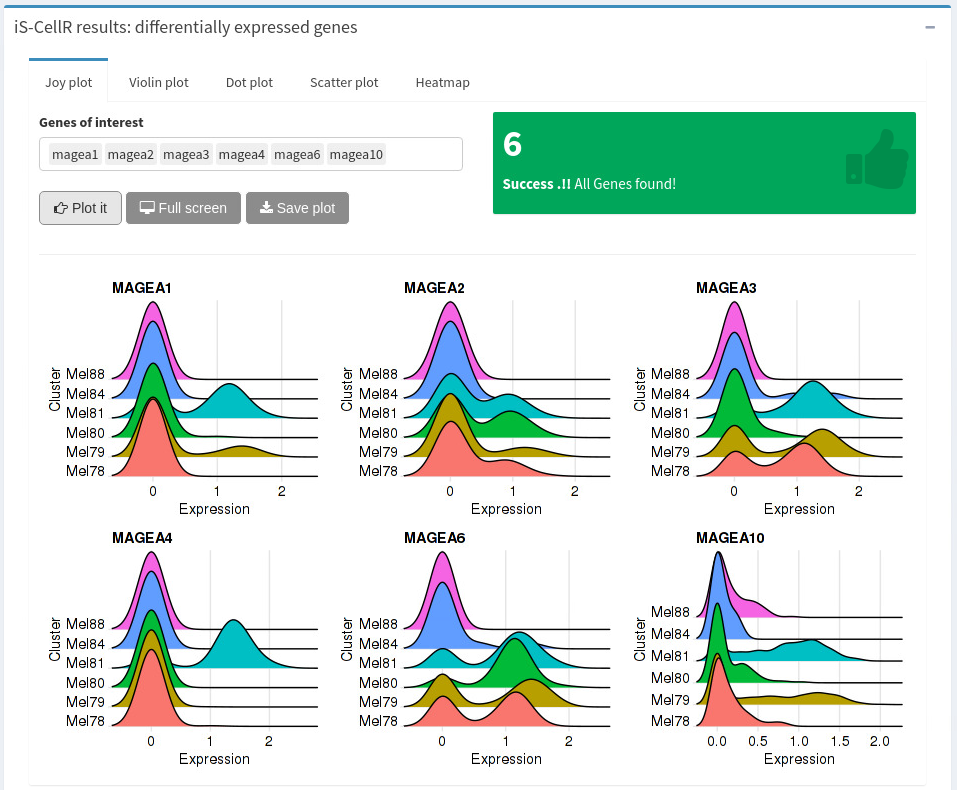 iS-CellR results: differentially expressed genes
Joy plot Violin plot Dot plot Scatter plot Heatmap
Genes of interest
magea1 magea2 magea3 magea4 magea6 magea10
Plot it Full screen Save plot
6
Success .!! All Genes found!
MAGEA1
Cluster
Mel88
Mel84
Mel81
Mel80
Mel79
Mel78
0 1 2
Expression
MAGEA2
Cluster
Mel88
Mel84
Mel81
Mel80
Mel79
Mel78
0 1 2
Expression
MAGEA3
Cluster
Mel88
Mel84
Mel81
Mel80
Mel79
Mel78
0 1 2
Expression
MAGEA4
Cluster
Mel88
Mel84
Mel81
Mel80
Mel79
Mel78
0 1 2
Expression
MAGEA6
Cluster
Mel88
Mel84
Mel81
Mel80
Mel79
Mel78
0 1 2
Expression
MAGEA10
Cluster
Mel88
Mel84
Mel81
Mel80
Mel79
Mel78
0.0 0.5 1.0 1.5 2.0
Expression